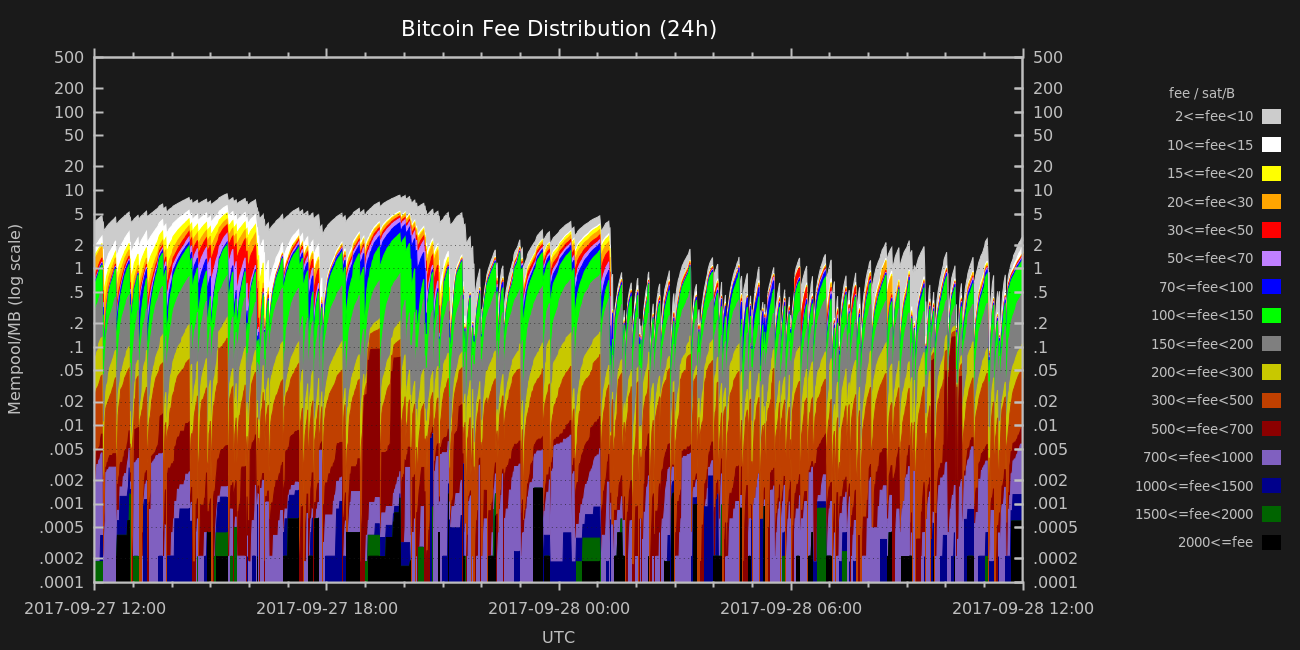 Bitcoin Fee Distribution (24h)
500
200
100
50
20
10
5
2
1
.5
.2
.1
.05
.02
.01
.005
.002
.001
.0005
.0002
.0001
Mempool/MB (log scale)
500
200
100
50
20
10
5
2
1
.5
.2
.1
.05
.02
.01
.005
.002
.001
.0005
.0002
.0001
2017-09-27 12:00 2017-09-27 18:00 2017-09-28 00:00 2017-09-28 06:00 2017-09-28 12:00
UTC
fee / sat/B
2<=fee<10
10<=fee<15
15<=fee<20
20<=fee<30
30<=fee<50
50<=fee<70
70<=fee<100
100<=fee<150
150<=fee<200
200<=fee<300
300<=fee<500
500<=fee<700
700<=fee<1000
1000<=fee<1500
1500<=fee<2000
2000<=fee